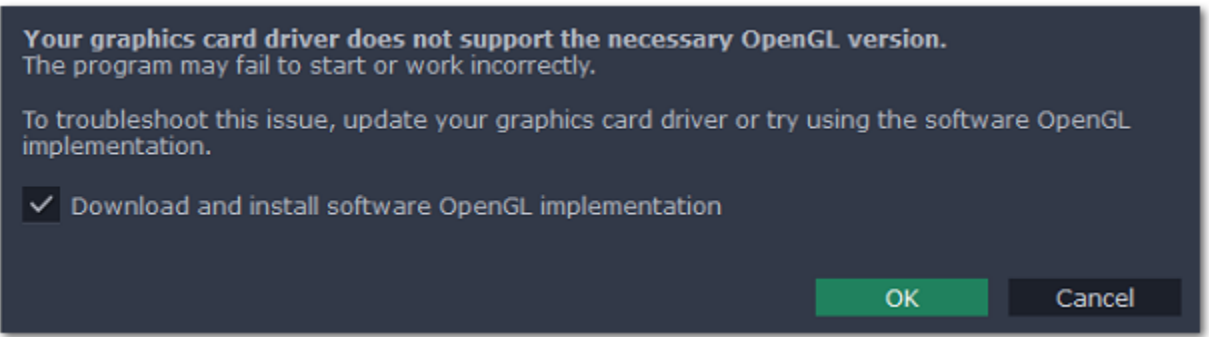 Your graphics card driver does not support the necessary OpenGL version.
The program may fail to start or work incorrectly.
To troubleshoot this issue, update your graphics card driver or try using the software OpenGL
implementation.
Download and install software OpenGL implementation
OK
Cancel